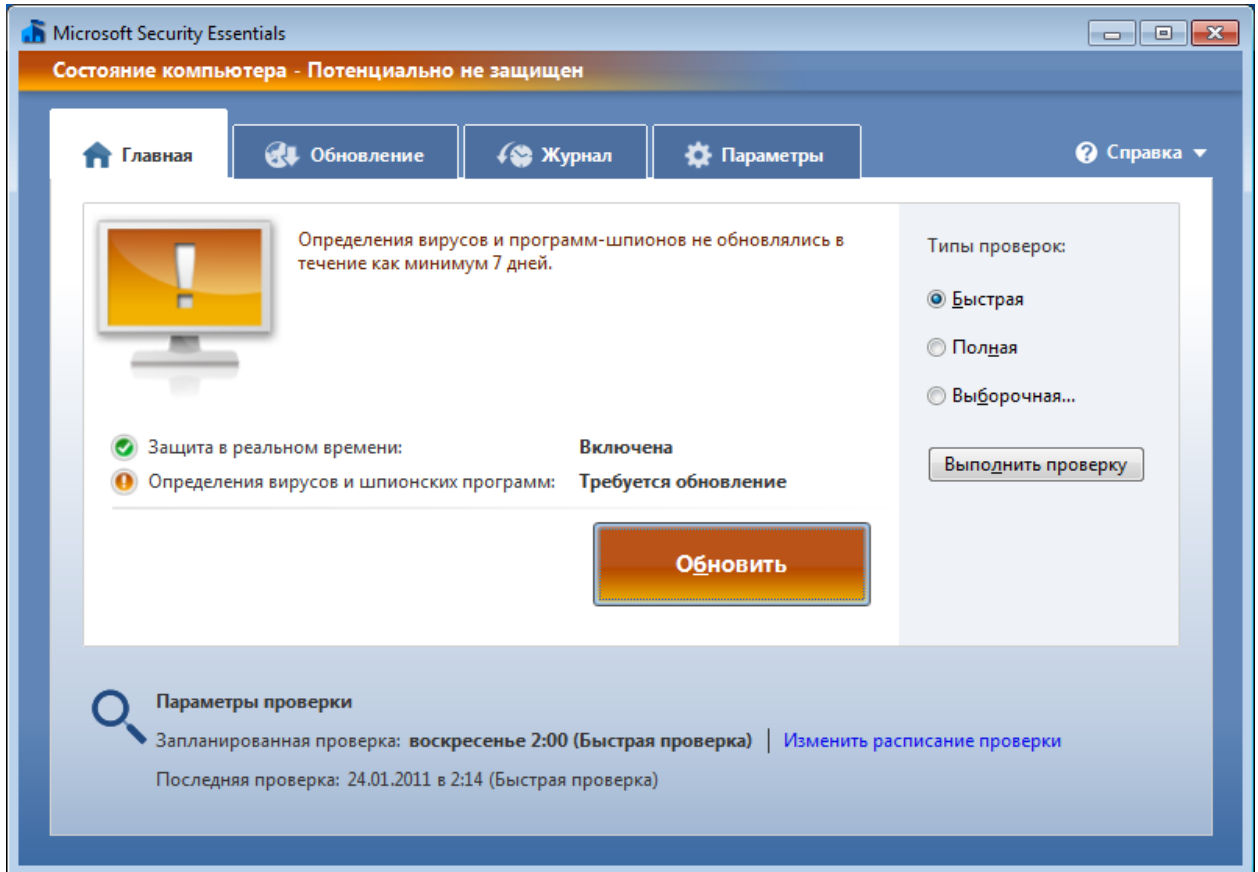 Microsoft Security Essentials
Состояние компьютера - Потенциально не защищен
Главная
Обновление
Журнал
Параметры
Справка
Определения вирусов и программ-шпионов не обновлялись в
течение как минимум 7 дней.
Защита в реальном времени: Включена
Определения вирусов и шпионских программ: Требуется обновление
Обновить
Типы проверок:
Быстрая
Полная
Выборочная...
Выполнить проверку
Параметры проверки
Запланированная проверка: воскресенье 2:00 (Быстрая проверка) | Изменить расписание проверки
Последняя проверка: 24.01.2011 в 2:14 (Быстрая проверка)